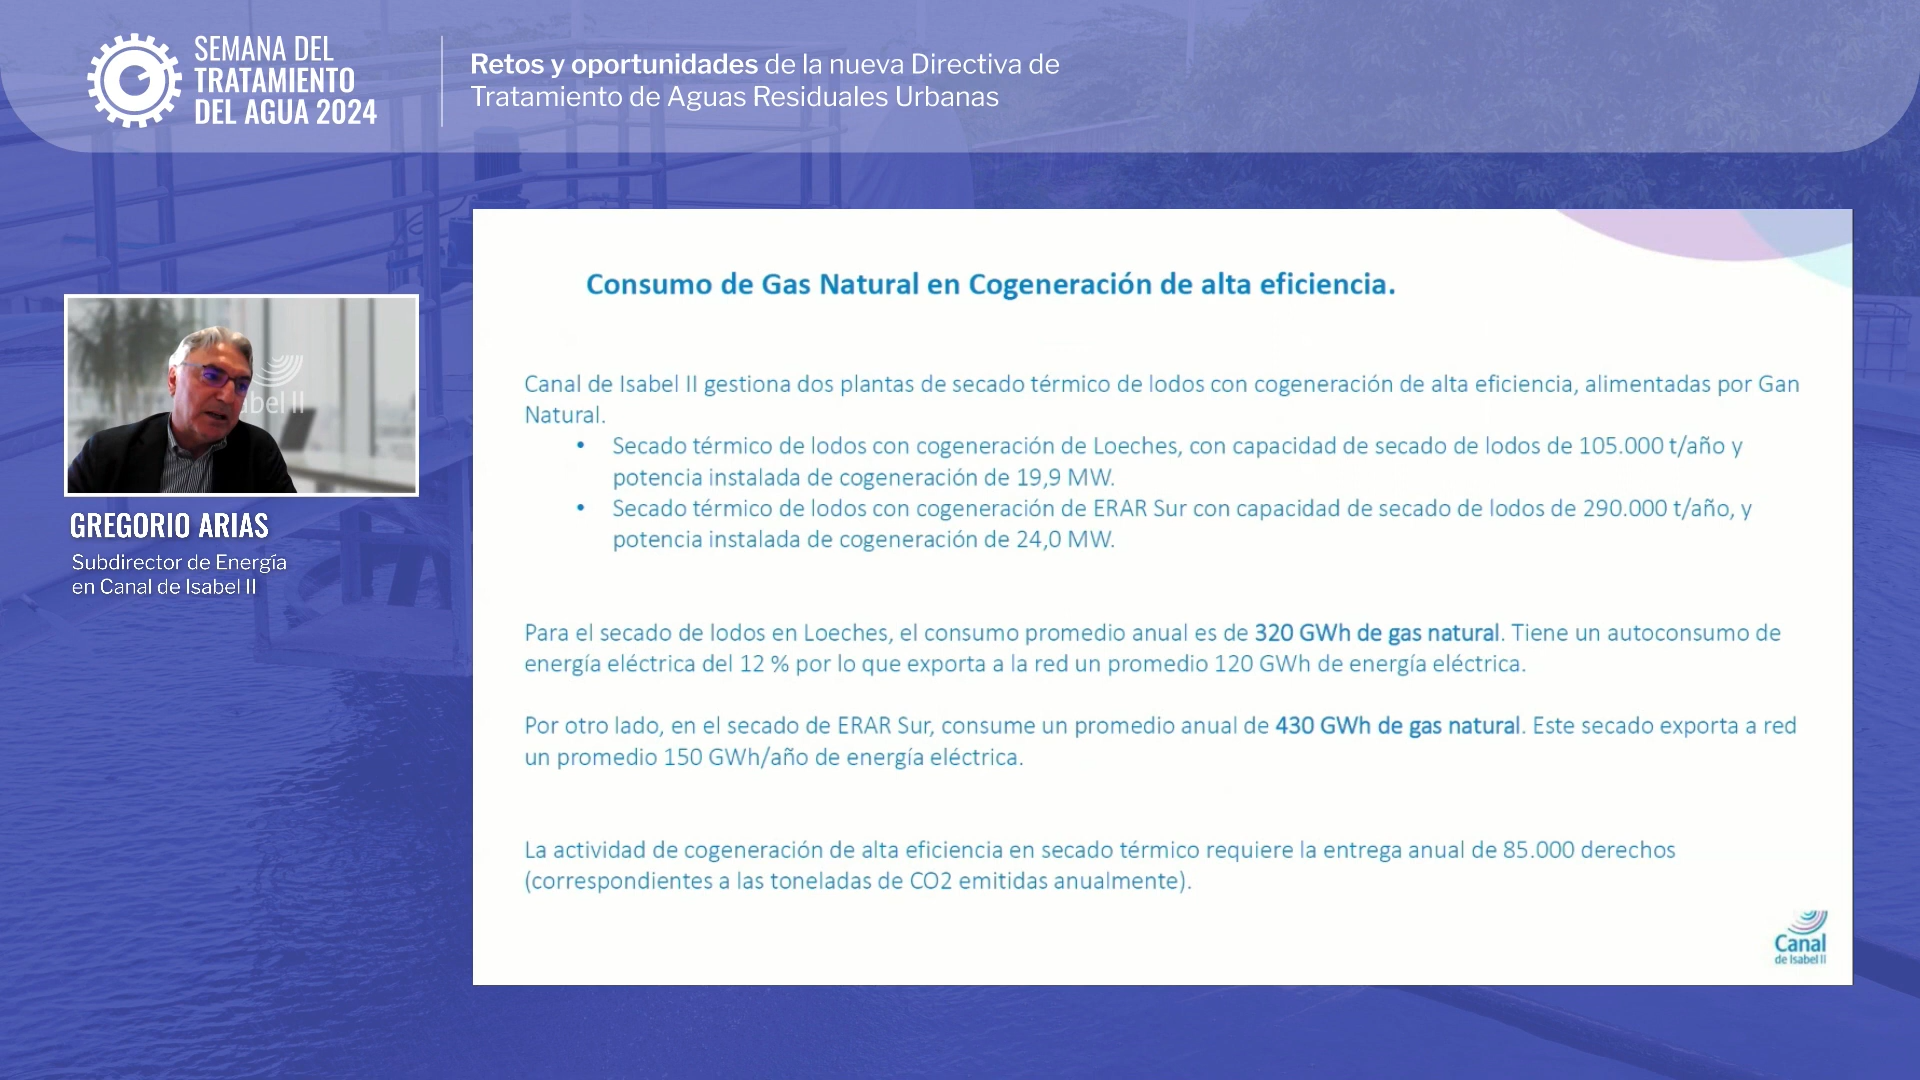 SEMANA DEL
TRATAMIENTO
DEL AGUA 2024
Retos y oportunidades de la nueva Directiva de
Tratamiento de Aguas Residuales Urbanas
Consumo de Gas Natural en Cogeneración de alta eficiencia.
Canal de Isabel II gestiona dos plantas de secado térmico de lodos con cogeneración de alta eficiencia, alimentadas por Gan
Natural.
• Secado térmico de lodos con cogeneración de Loeches, con capacidad de secado de lodos de 105.000 t/año y
potencia instalada de cogeneración de 19,9 MW.
• Secado térmico de lodos con cogeneración de ERAR Sur con capacidad de secado de lodos de 290.000 t/año, y
potencia instalada de cogeneración de 24,0 MW.
Para el secado de lodos en Loeches, el consumo promedio anual es de 320 GWh de gas natural. Tiene un autoconsumo de
energía eléctrica del 12 % por lo que exporta a la red un promedio 120 GWh de energía eléctrica.
Por otro lado, en el secado de ERAR Sur, consume un promedio anual de 430 GWh de gas natural. Este secado exporta a red
un promedio 150 GWh/año de energía eléctrica.
La actividad de cogeneración de alta eficiencia en secado térmico requiere la entrega anual de 85.000 derechos
(correspondientes a las toneladas de CO2 emitidas anualmente).
Canal
de Isabel II
abel II
GREGORIO ARIAS
Subdirector de Energía
en Canal de Isabel II